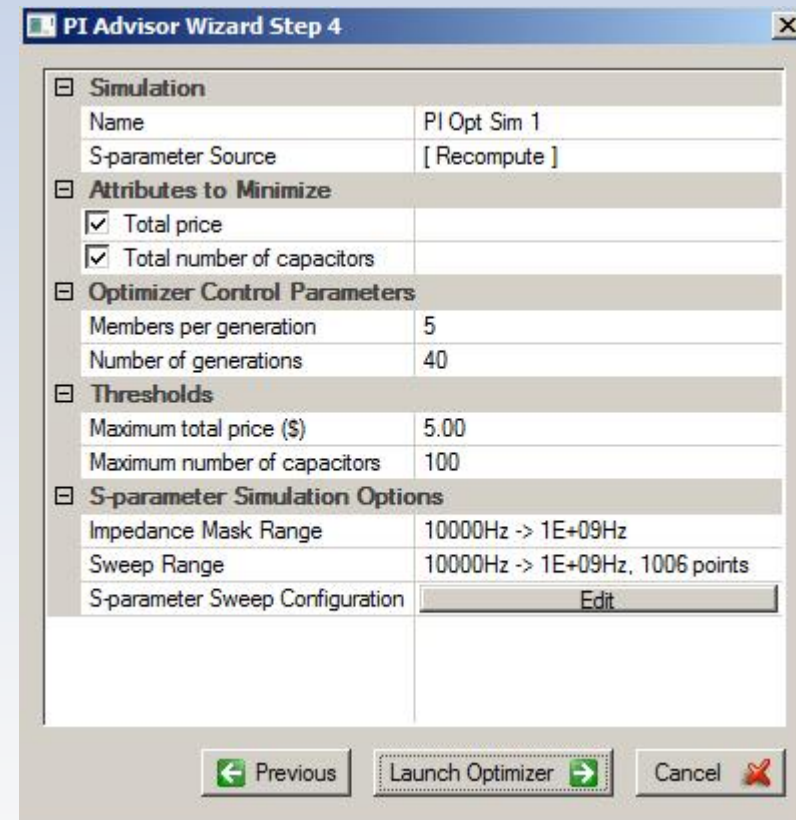 PI Advisor Wizard Step 4
Simulation
Name PI Opt Sim 1
S-parameter Source [ Recompute ]
Attributes to Minimize
Total price
Total number of capacitors
Optimizer Control Parameters
Members per generation 5
Number of generations 40
Thresholds
Maximum total price ($) 5.00
Maximum number of capacitors 100
S-parameter Simulation Options
Impedance Mask Range 10000Hz -> 1E+09Hz
Sweep Range 10000Hz -> 1E+09Hz, 1006 points
S-parameter Sweep Configuration Edit
Previous Launch Optimizer Cancel